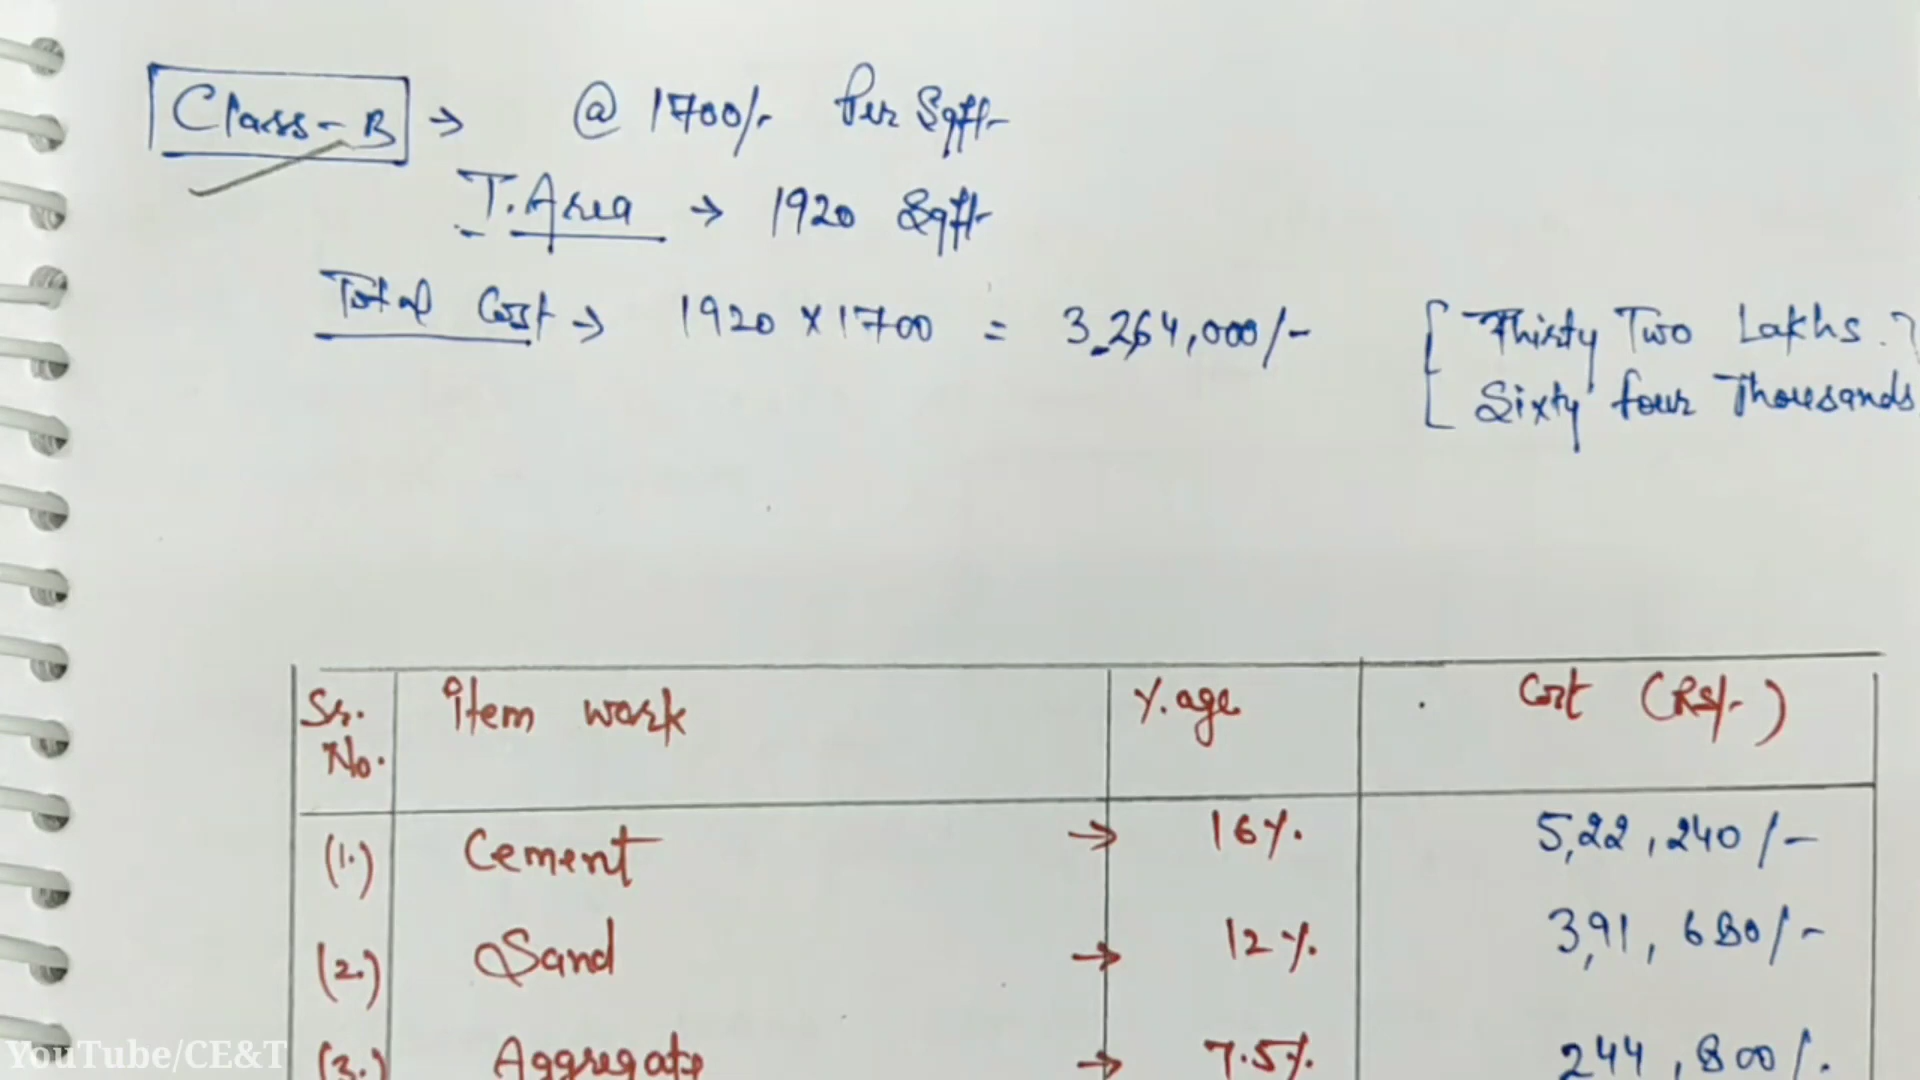 Class-B → @ 1700/- Per Sqft-
T. Area → 1920 Sqft-
Total Cost → 1920 x 1700 = 3,264,000/- [Thirty Two Lakhs.]
Sixty four Thousands
Sr. No. item work %age Cost (RS/-)
(1.) Cement → 16%. 5,22,240/-
(2.) Sand → 12%. 3,91,680/-
(3.) Aggregate → 7.5%. 244,800/.
YouTube/CE&T